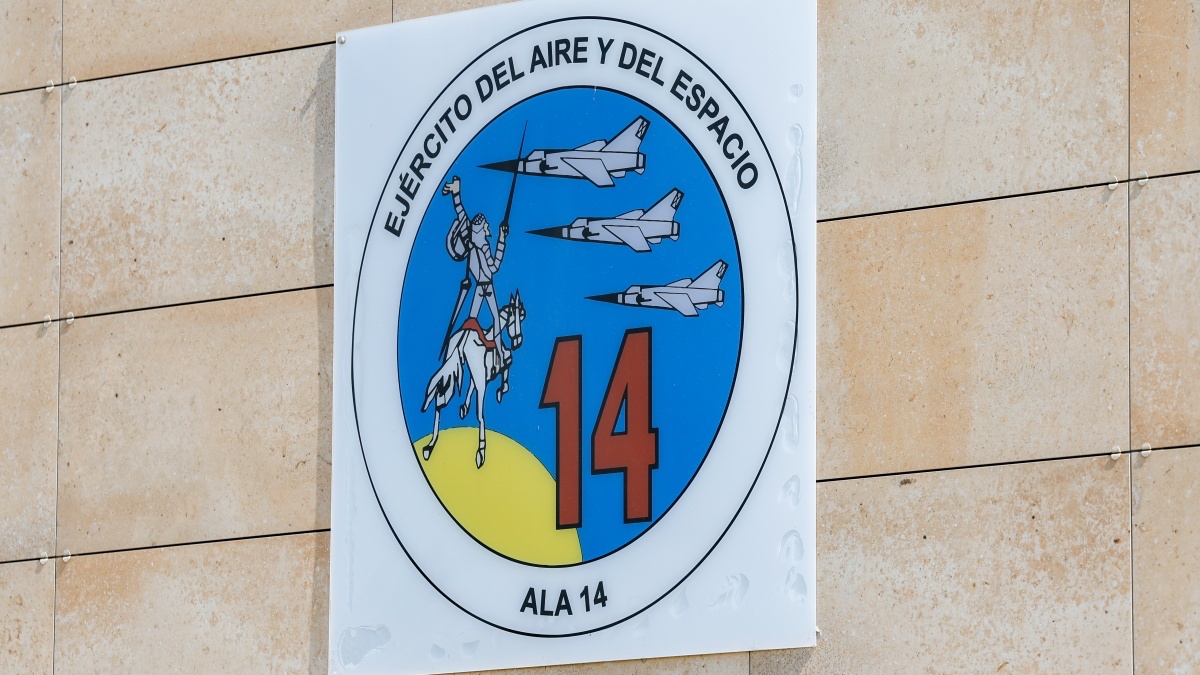 EJÉRCITO DEL AIRE Y DEL ESPACIO
14
ALA 14